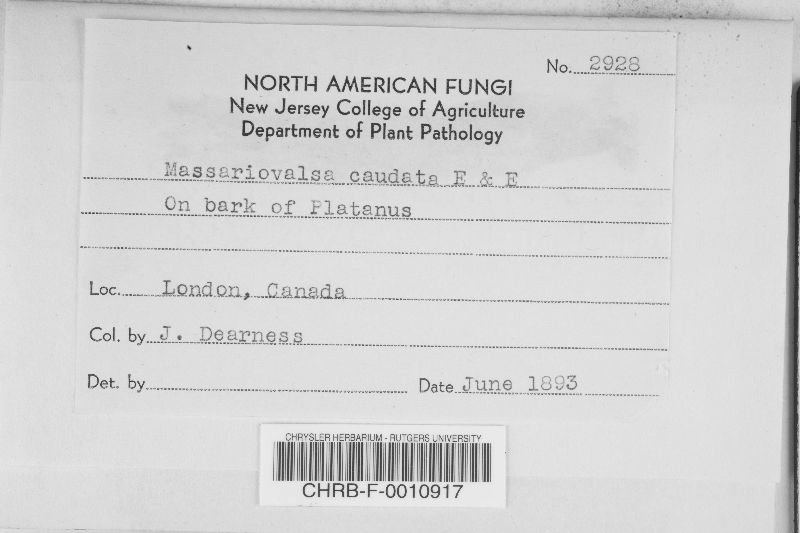 No. 2928
NORTH AMERICAN FUNGI
New Jersey College of Agriculture
Department of Plant Pathology
Massariovalsa caudata E & E
On bark of Platanus
Loc. London, Canada
Col. by J. Dearness
Det. by
Date June 1893
CHRYSLER HERBARIUM - RUTGERS UNIVERSITY
CHRB-F-0010917